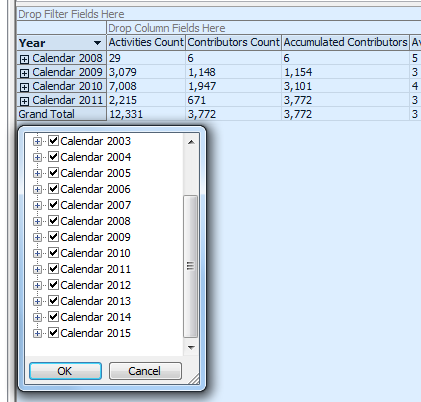 Drop Filter Fields Here
Drop Column Fields Here
Year Activities Count Contributors Count Accumulated Contributors
Calendar 2008 29 6 6 5
Calendar 2009 3,079 1,148 1,154 3
Calendar 2010 7,008 1,947 3,101 4
Calendar 2011 2,215 671 3,772 3
Grand Total 12,331 3,772 3,772 3
Calendar 2003
Calendar 2004
Calendar 2005
Calendar 2006
Calendar 2007
Calendar 2008
Calendar 2009
Calendar 2010
Calendar 2011
Calendar 2012
Calendar 2013
Calendar 2014
Calendar 2015
OK Cancel